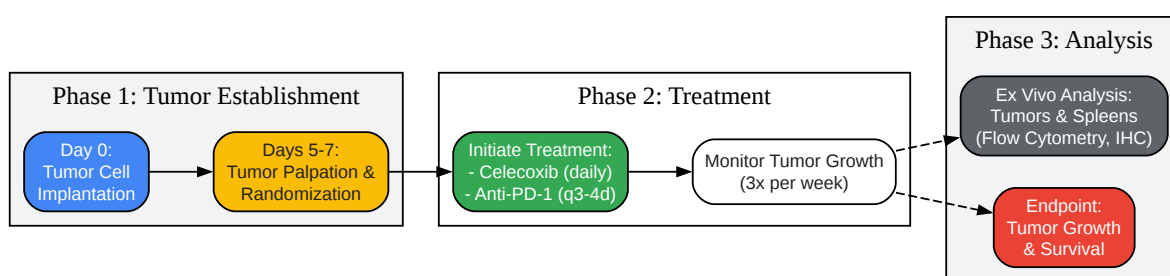 Phase 1: Tumor Establishment
Day 0:
Tumor Cell
Implantation
Days 5-7:
Tumor Palpation &
Randomization
Phase 2: Treatment
Initiate Treatment:
- Celecoxib (daily)
- Anti-PD-1 (q3-4d)
Monitor Tumor Growth
(3x per week)
Phase 3: Analysis
Ex Vivo Analysis:
Tumors & Spleens
(Flow Cytometry, IHC)
Endpoint:
Tumor Growth
& Survival